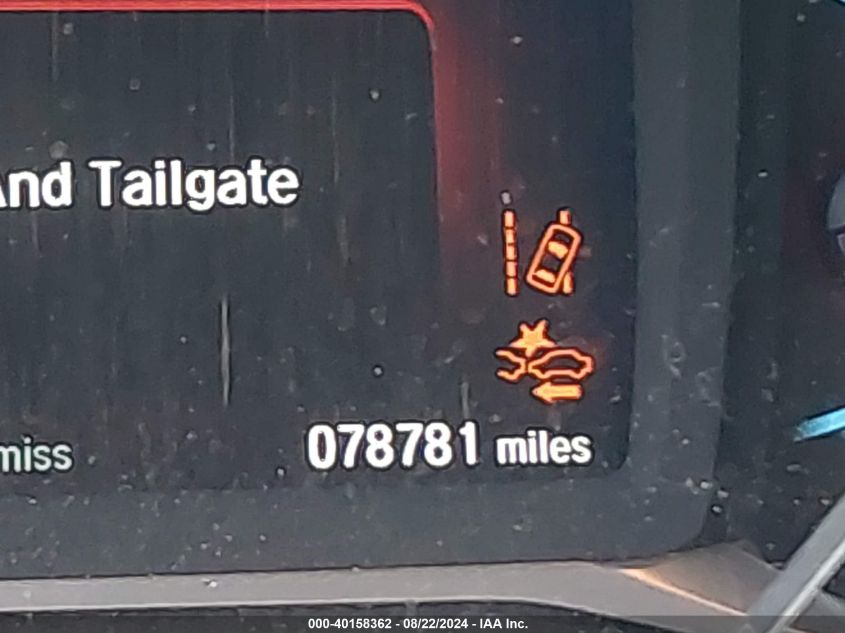 And Tailgate
miss
078781 miles
000-40158362 - 08/22/2024 - IAA Inc.